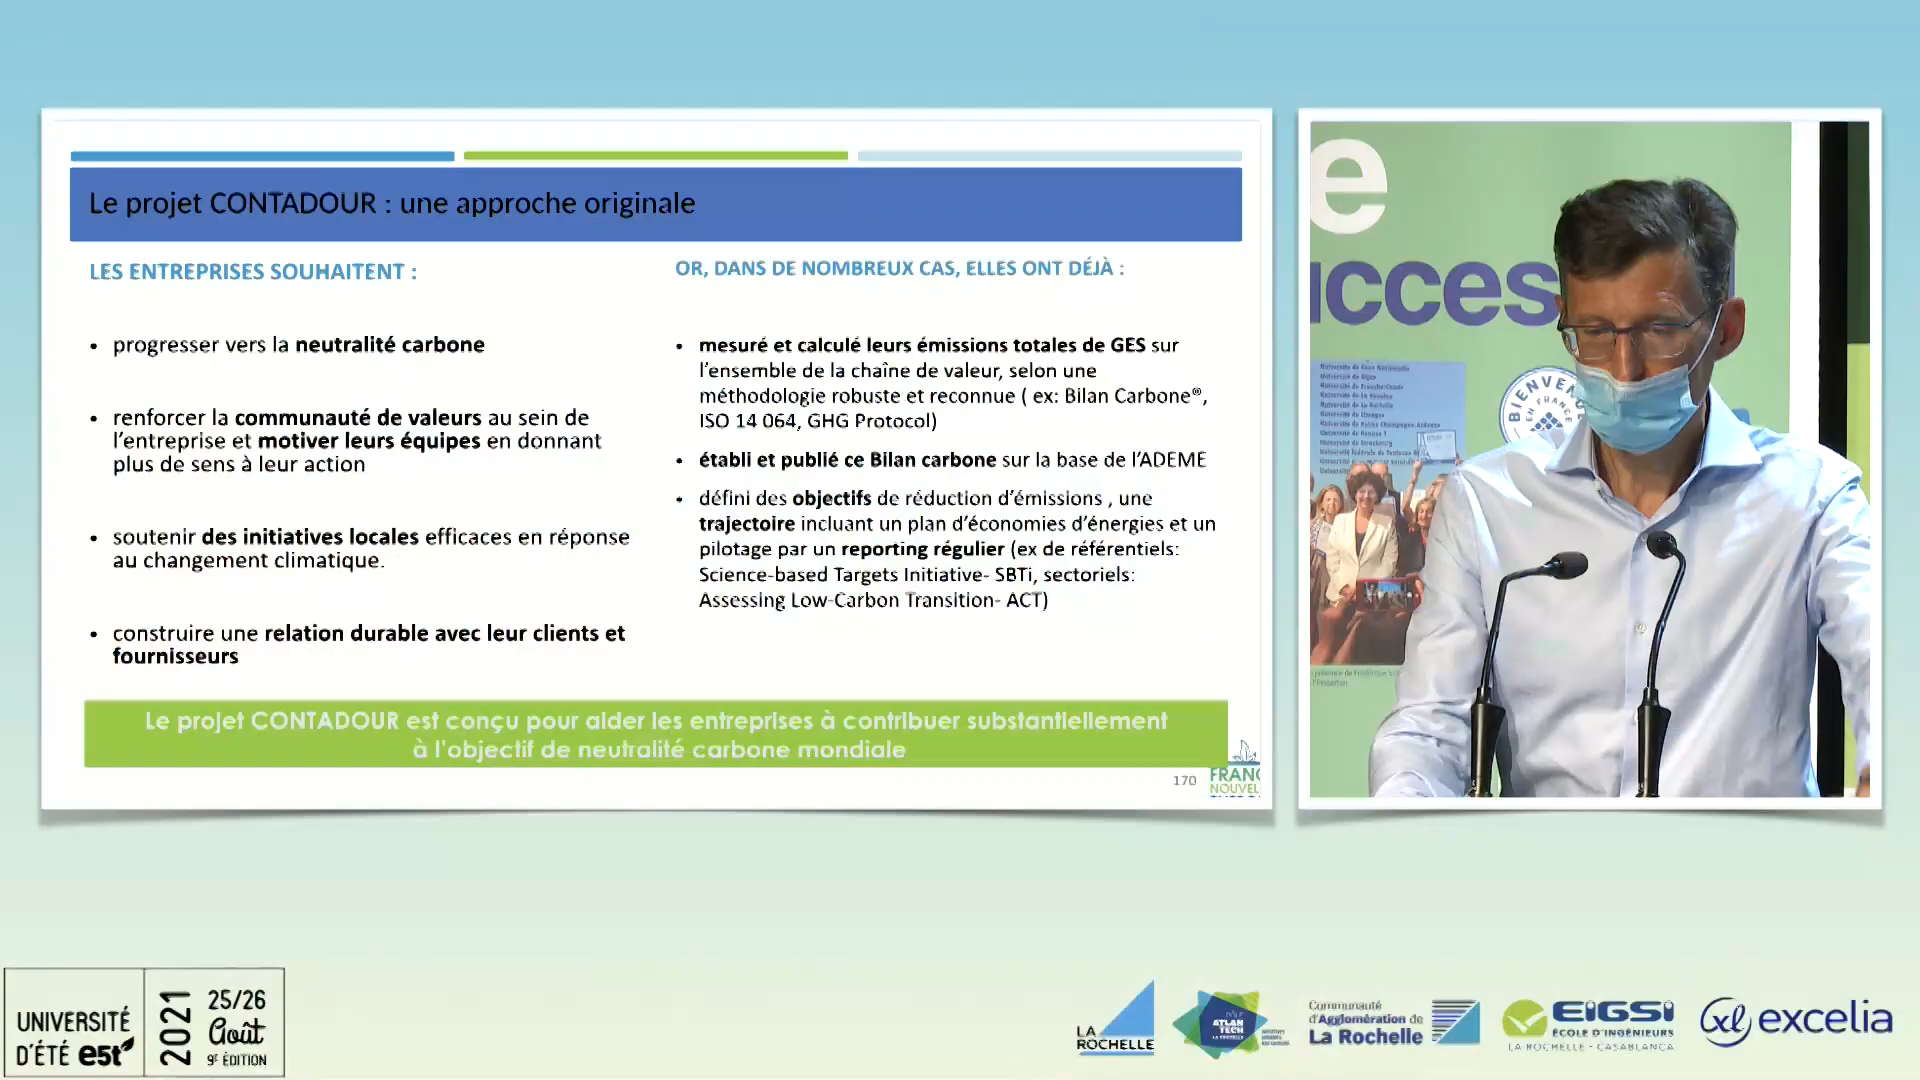 Le projet CONTADOUR : une approche originale
LES ENTREPRISES SOUHAITENT :
• progresser vers la neutralité carbone
• renforcer la communauté de valeurs au sein de
l'entreprise et motiver leurs équipes en donnant
plus de sens à leur action
• soutenir des initiatives locales efficaces en réponse
au changement climatique.
• construire une relation durable avec leur clients et
fournisseurs
OR, DANS DE NOMBREUX CAS, ELLES ONT DÉJÀ :
• mesuré et calculé leurs émissions totales de GES sur
l'ensemble de la chaîne de valeur, selon une
méthodologie robuste et reconnue ( ex: Bilan Carbone®,
ISO 14 064, GHG Protocol)
• établi et publié ce Bilan carbone sur la base de l'ADEME
• défini des objectifs de réduction d'émissions , une
trajectoire incluant un plan d'économies d'énergies et un
pilotage par un reporting régulier (ex de référentiels:
Science-based Targets Initiative- SBTi, sectoriels:
Assessing Low-Carbon Transition- ACT)
Le projet CONTADOUR est conçu pour aider les entreprises à contribuer substantiellement
à l'objectif de neutralité carbone mondiale
170
FRANC
NOUVEL
e
ucces
BIENVENUE
EN FRANCE
UNIVERSITÉ
D'ÉTÉ est
2021
25/26
Août
9E ÉDITION
LA
ROCHELLE
ATLAN
TECH
Communauté
d'Agglomération de
La Rochelle
EIGSI
ÉCOLE D'INGÉNIEURS
LA ROCHELLE - CASABLANCA
xl excelia